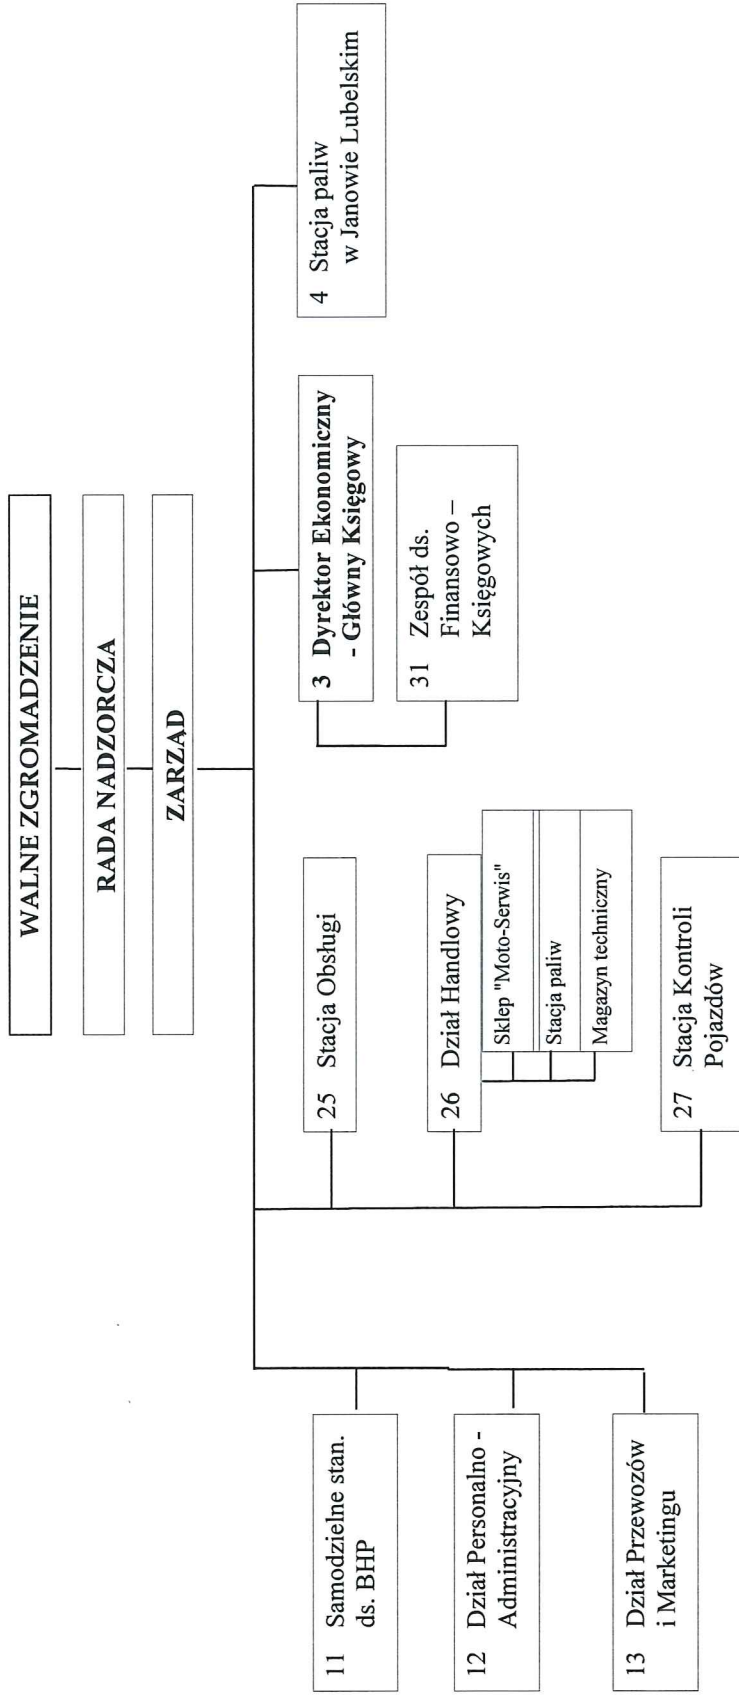 WALNE ZGROMADZENIE
RADA NADZORCZA
ZARZĄD
11 Samodzielne stan.
ds. BHP
12 Dział Personalno -
Administracyjny
13 Dział Przewozów
i Marketingu
25 Stacja Obsługi
26 Dział Handlowy
Sklep "Moto-Serwis"
Stacja paliw
Magazyn techniczny
27 Stacja Kontroli
Pojazdów
3 Dyrektor Ekonomiczny
- Główny Księgowy
31 Zespół ds.
Finansowo –
Księgowych
4 Stacja paliw
w Janowie Lubelskim